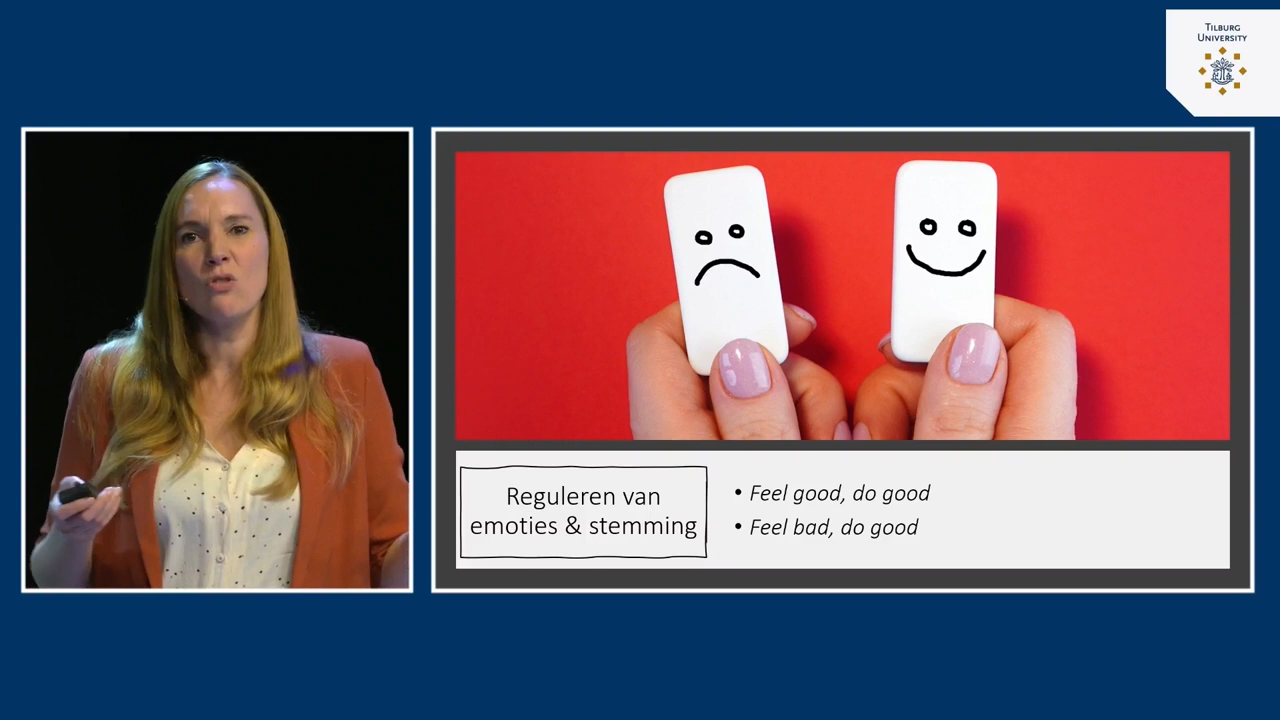 TILBURG
UNIVERSITY
Reguleren van
emoties & stemming
• Feel good, do good
• Feel bad, do good